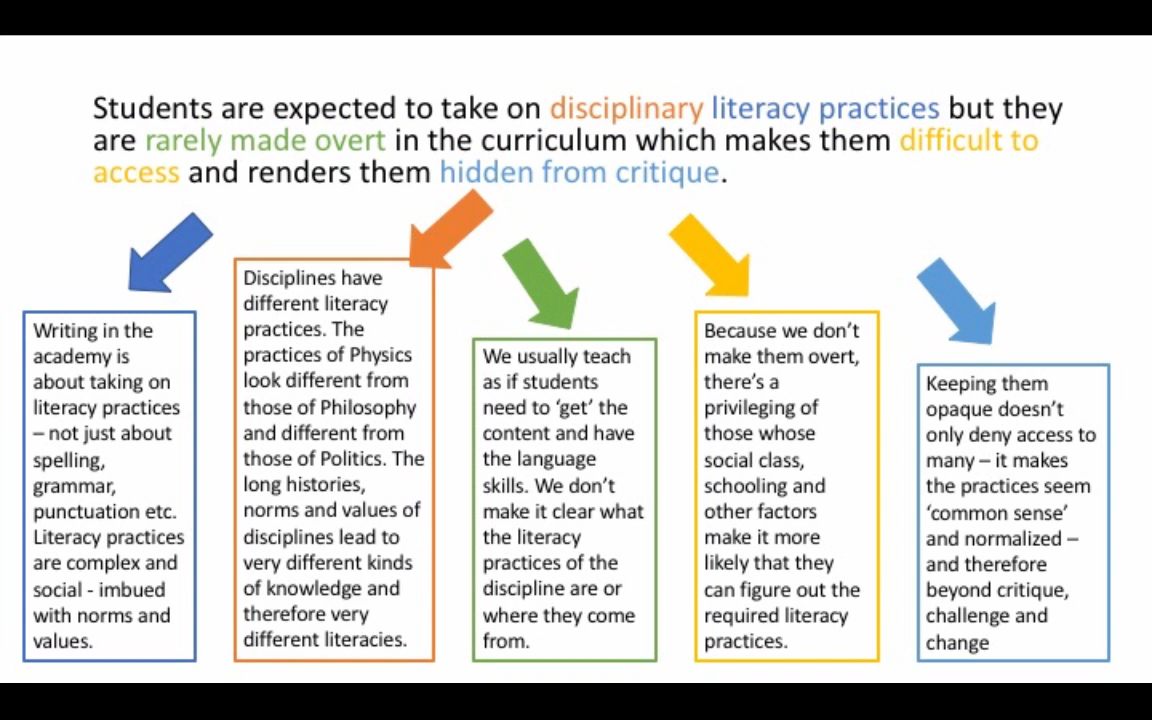 Students are expected to take on disciplinary literacy practices but they
are rarely made overt in the curriculum which makes them difficult to
access and renders them hidden from critique.
Writing in the
academy is
about taking on
literacy practices
– not just about
spelling,
grammar,
punctuation etc.
Literacy practices
are complex and
social - imbued
with norms and
values.
Disciplines have
different literacy
practices. The
practices of Physics
look different from
those of Philosophy
and different from
those of Politics. The
long histories,
norms and values of
disciplines lead to
very different kinds
of knowledge and
therefore very
different literacies.
We usually teach
as if students
need to ‘get’ the
content and have
the language
skills. We don’t
make it clear what
the literacy
practices of the
discipline are or
where they come
from.
Because we don’t
make them overt,
there’s a
privileging of
those whose
social class,
schooling and
other factors
make it more
likely that they
can figure out the
required literacy
practices.
Keeping them
opaque doesn’t
only deny access to
many – it makes
the practices seem
‘common sense’
and normalized –
and therefore
beyond critique,
challenge and
change